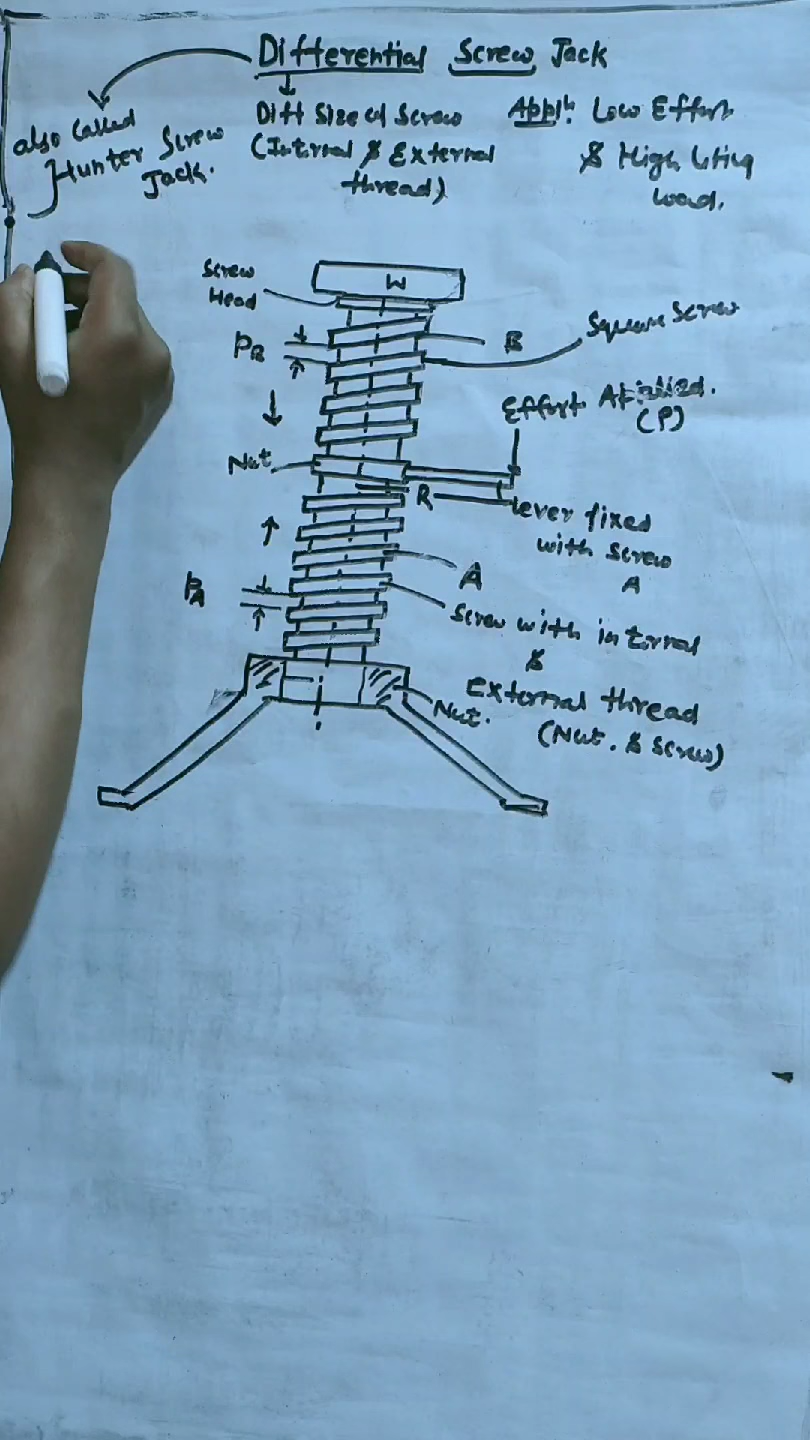 Differential Screw Jack
also called
Hunter Screw
Jack.
Diff Size of Screw
(Internal & External
thread)
Appln: Low Effort
& High lifting
Load.
Screw
Head
W
PB
B
Square Screw
Effort Applied.
(P)
Nut
R
lever fixed
with Screw
A
A
PA
Screw with internal
&
External thread
(Nut. & Screw)
Nut.